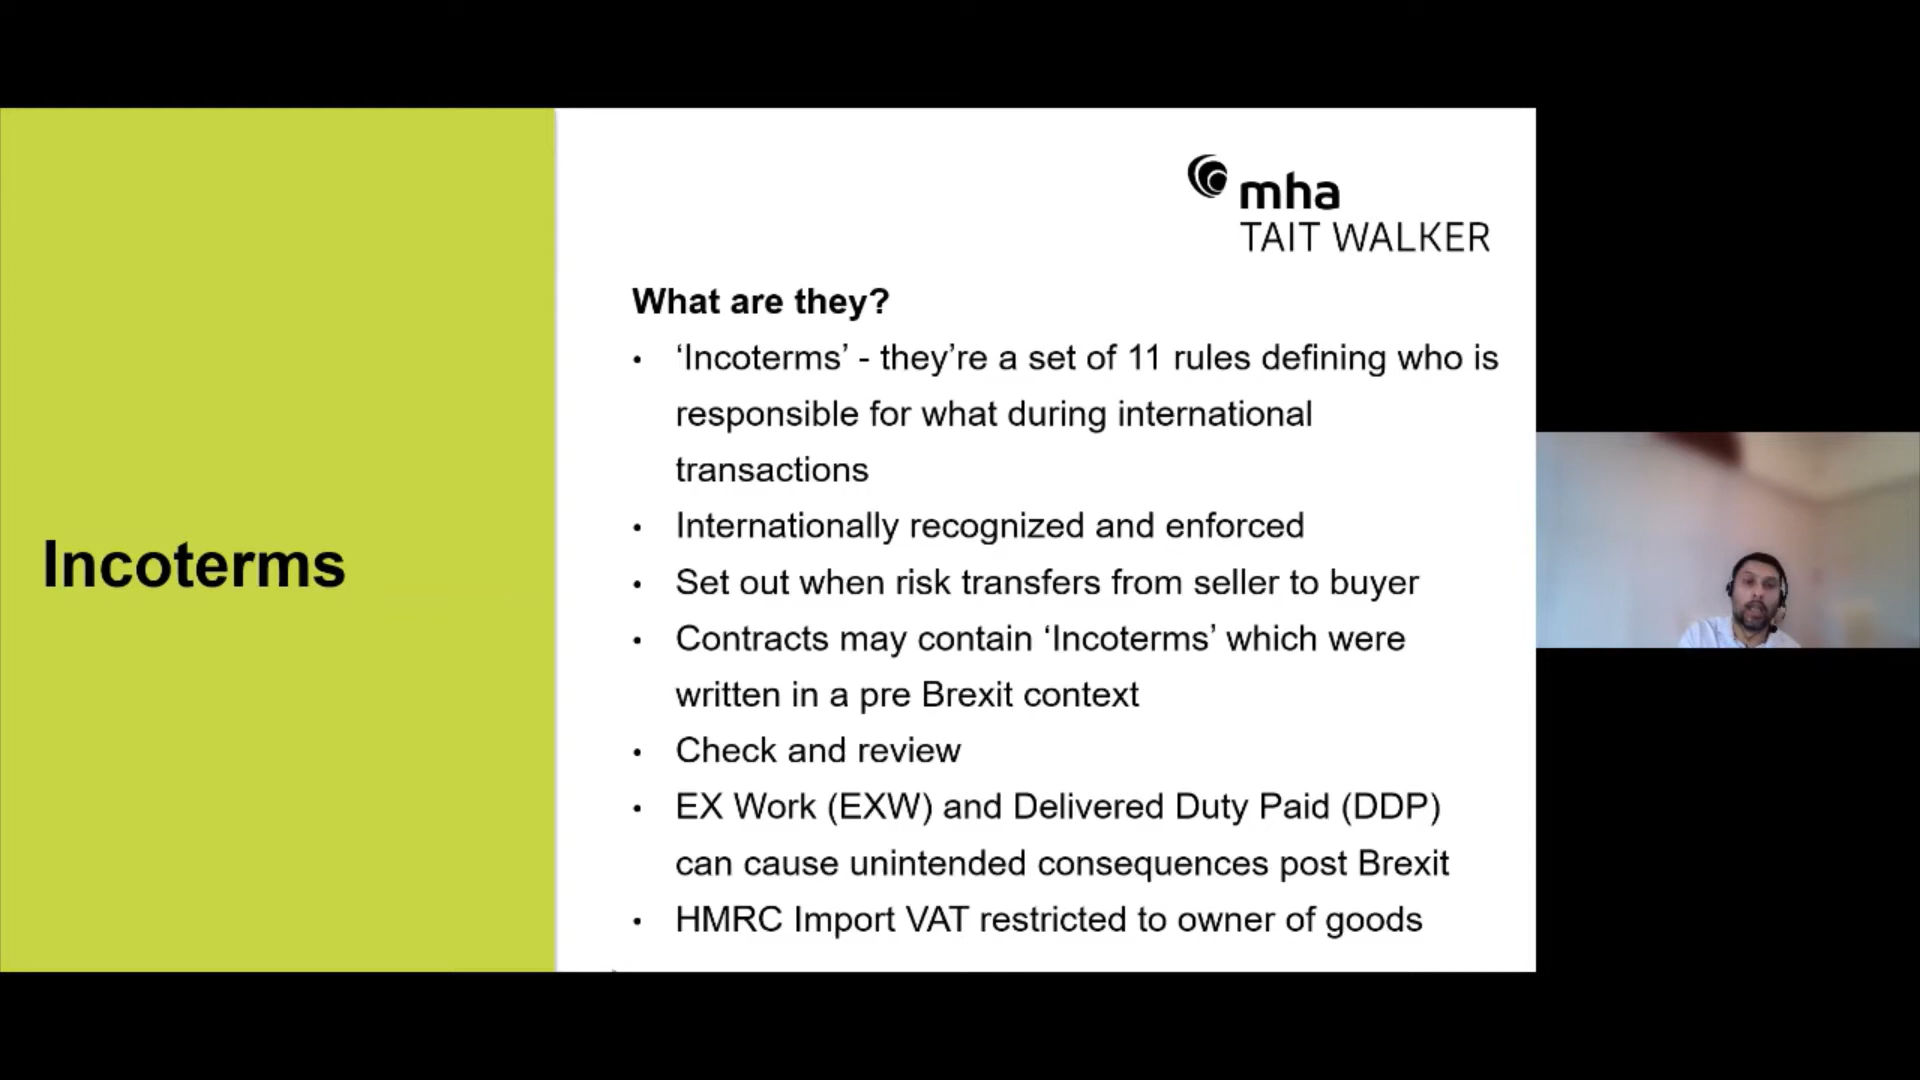 mha
TAIT WALKER
Incoterms
What are they?
• ‘Incoterms’ - they’re a set of 11 rules defining who is
responsible for what during international
transactions
• Internationally recognized and enforced
• Set out when risk transfers from seller to buyer
• Contracts may contain ‘Incoterms’ which were
written in a pre Brexit context
• Check and review
• EX Work (EXW) and Delivered Duty Paid (DDP)
can cause unintended consequences post Brexit
• HMRC Import VAT restricted to owner of goods